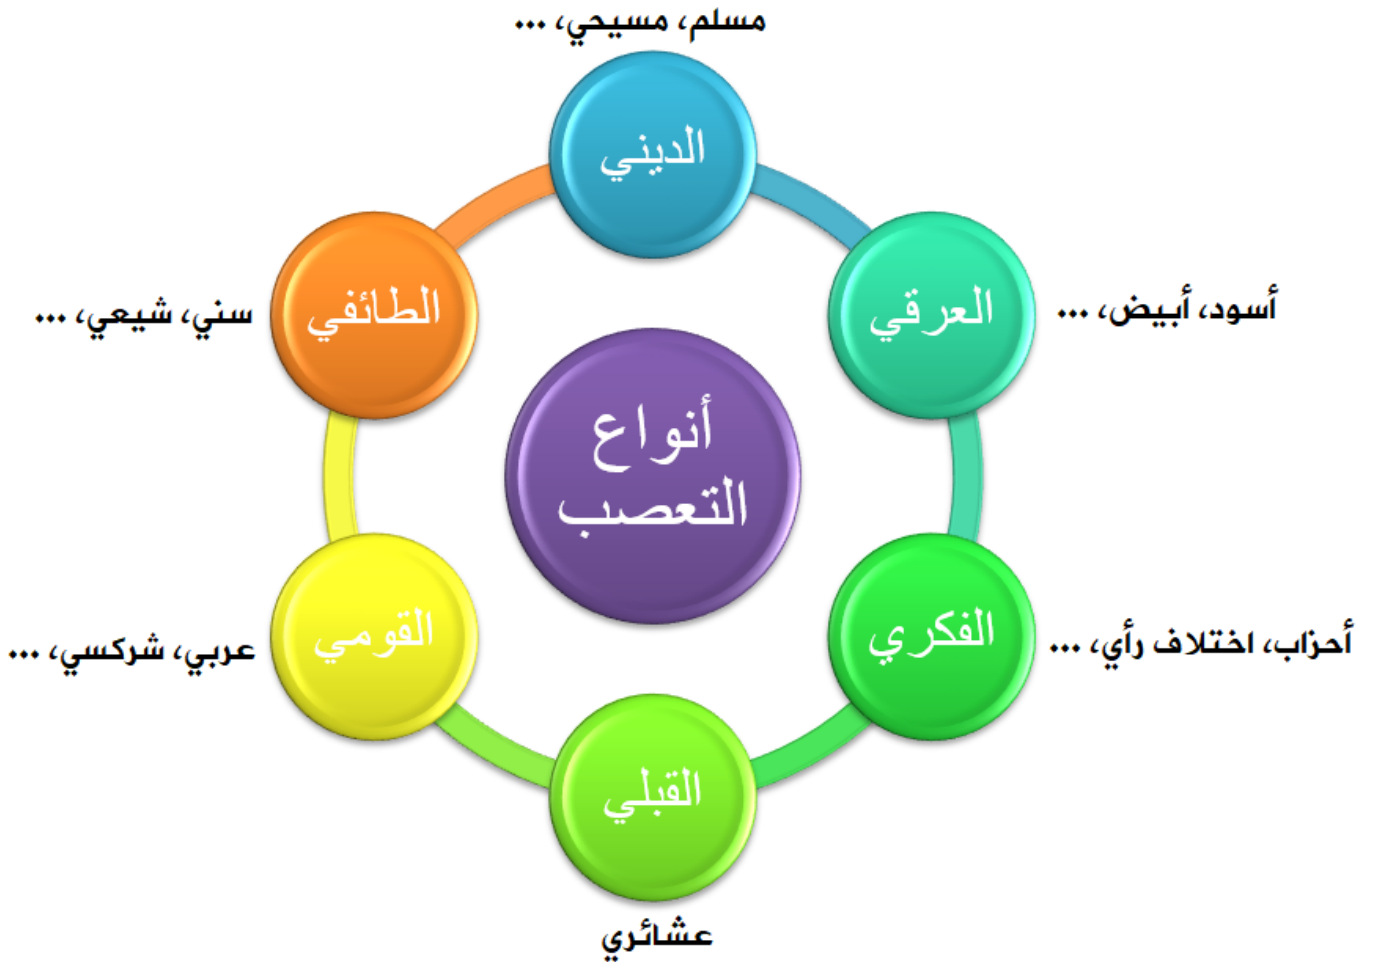 مسلم، مسيحي، ...
الديني
العرقي
أسود، أبيض، ...
الطائفي
سني، شيعي، ...
أنواع
التعصب
الفكري
أحزاب، اختلاف رأي، ...
القومي
عربي، شركسي، ...
القبلي
عشائري